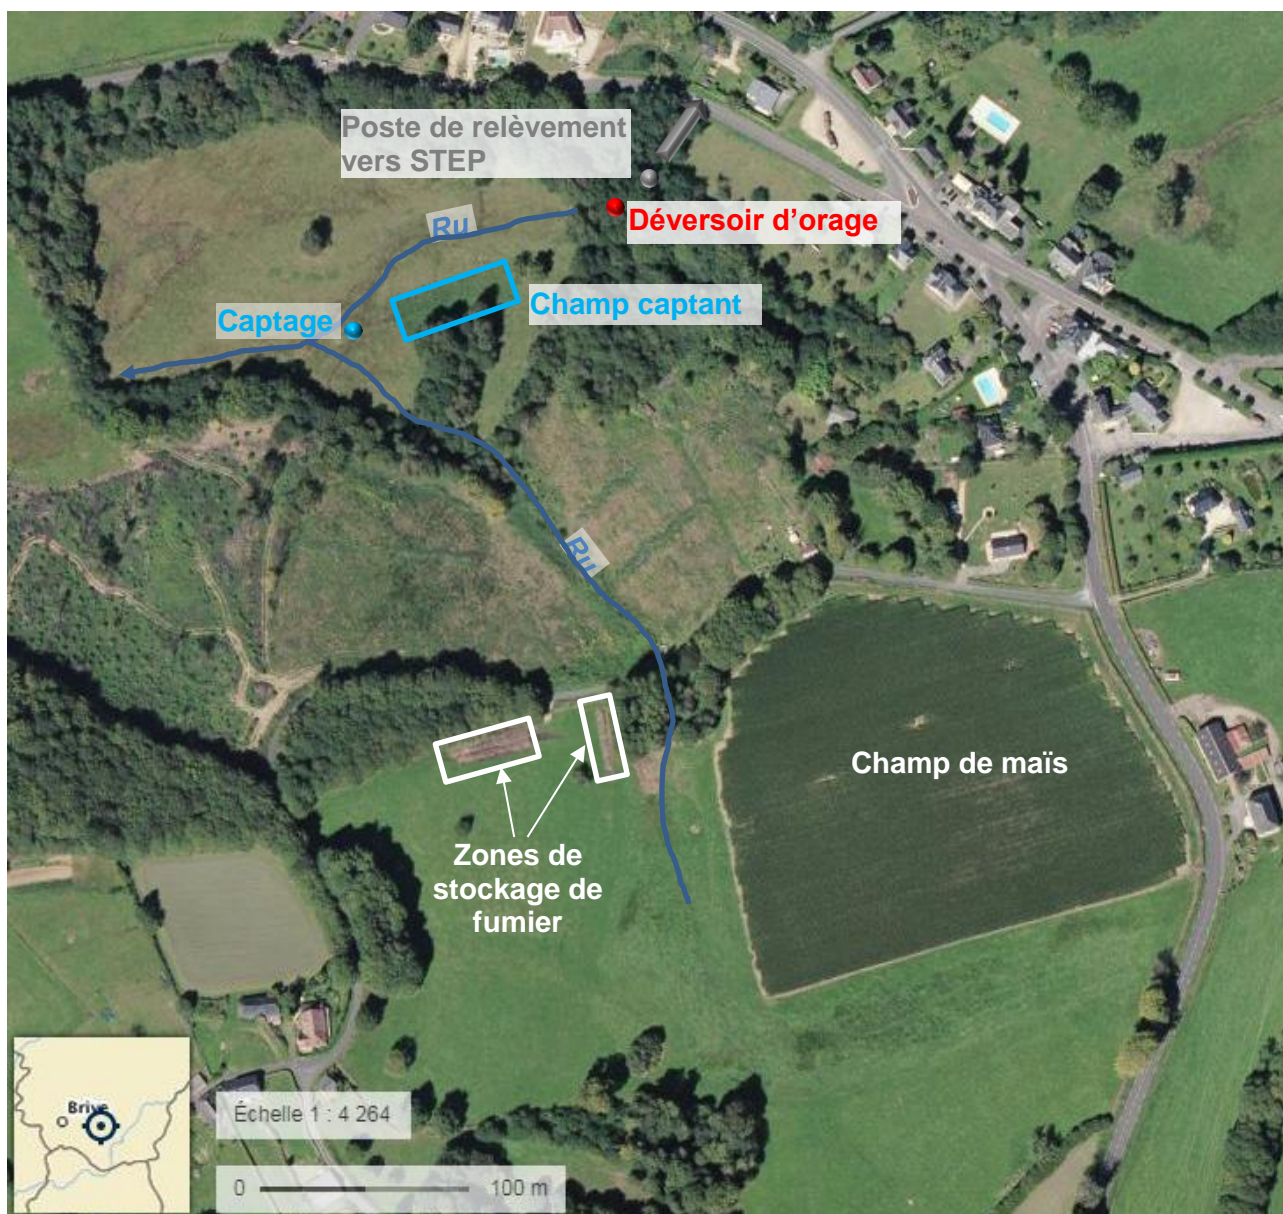 Poste de relèvement
vers STEP
Déversoir d’orage
Ru
Champ captant
Captage
Ru
Champ de maïs
Zones de
stockage de
fumier
Brive
Échelle 1 : 4 264
0 100 m